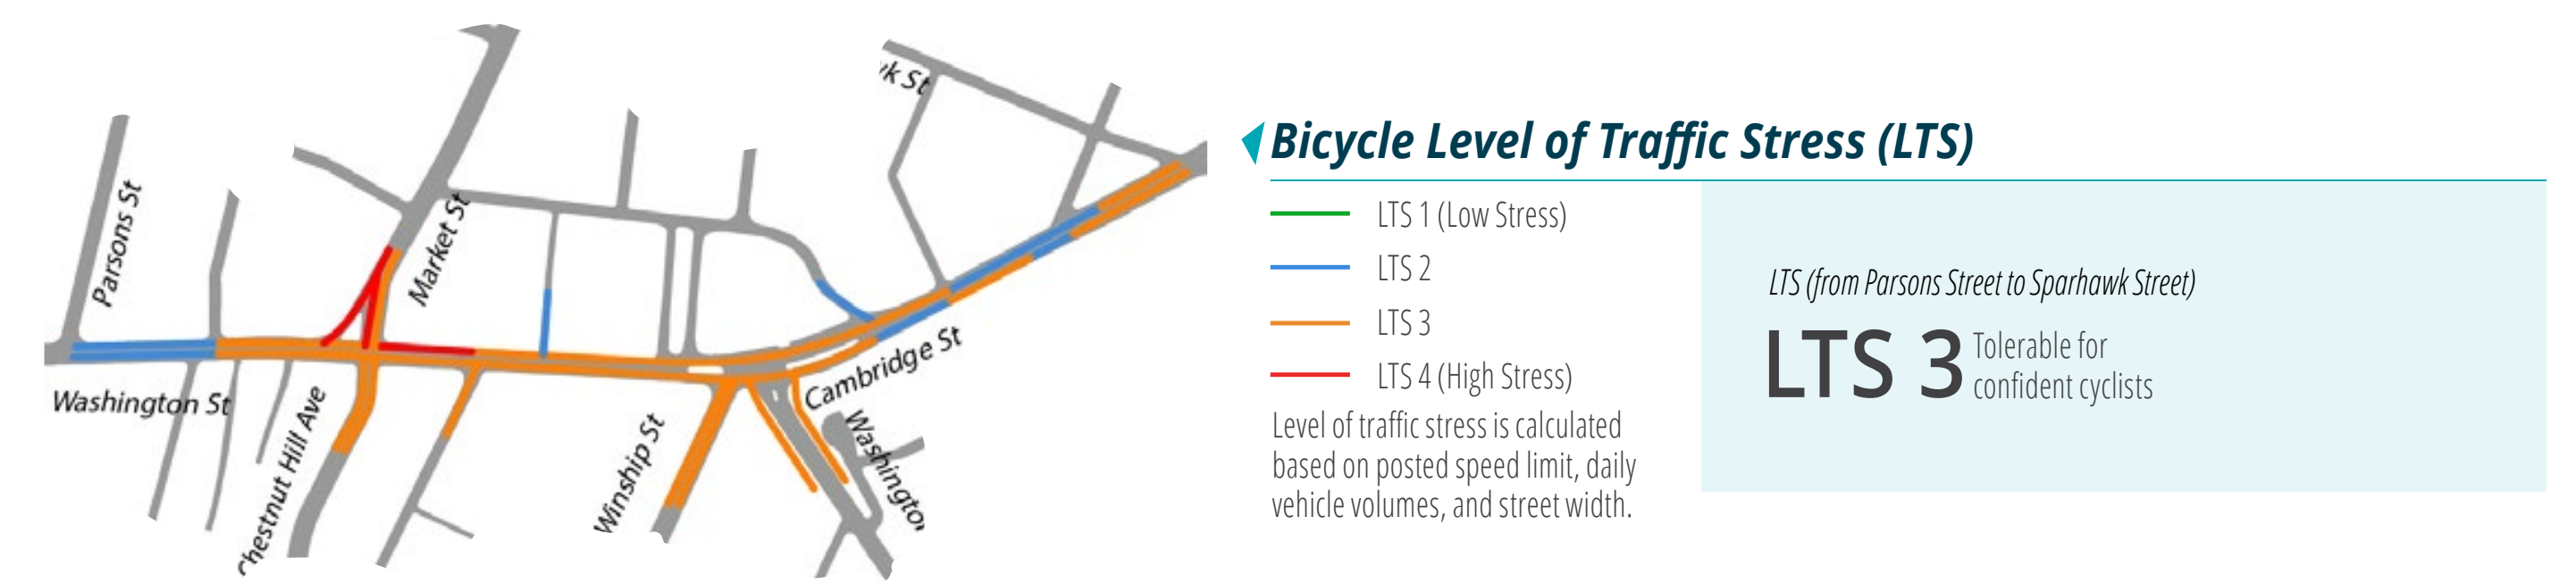 yk St
Parsons St
Market St
Washington St
Chestnut Hill Ave
Winship St
Cambridge St
Washington
Bicycle Level of Traffic Stress (LTS)
LTS 1 (Low Stress)
LTS 2
LTS 3
LTS 4 (High Stress)
Level of traffic stress is calculated
based on posted speed limit, daily
vehicle volumes, and street width.
LTS (from Parsons Street to Sparhawk Street)
LTS 3
Tolerable for
confident cyclists